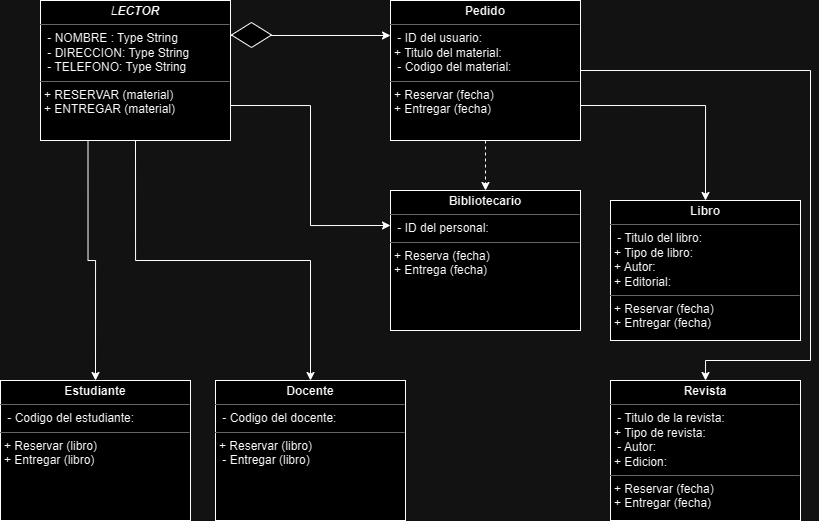 LECTOR
- NOMBRE : Type String
- DIRECCION: Type String
- TELEFONO: Type String
+ RESERVAR (material)
+ ENTREGAR (material)
Pedido
- ID del usuario:
+ Titulo del material:
- Codigo del material:
+ Reservar (fecha)
+ Entregar (fecha)
Bibliotecario
- ID del personal:
+ Reserva (fecha)
+ Entrega (fecha)
Libro
- Titulo del libro:
+ Tipo de libro:
+ Autor:
+ Editorial:
+ Reservar (fecha)
+ Entregar (fecha)
Estudiante
- Codigo del estudiante:
+ Reservar (libro)
+ Entregar (libro)
Docente
- Codigo del docente:
+ Reservar (libro)
- Entregar (libro)
Revista
- Titulo de la revista:
+ Tipo de revista:
- Autor:
+ Edicion:
+ Reservar (fecha)
+ Entregar (fecha)